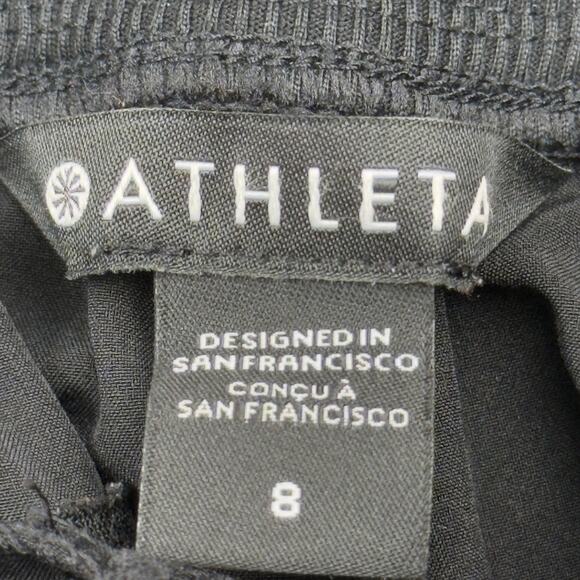 ATHLETA
DESIGNED IN
SAN FRANCISCO
CONÇU À
SAN FRANCISCO
8